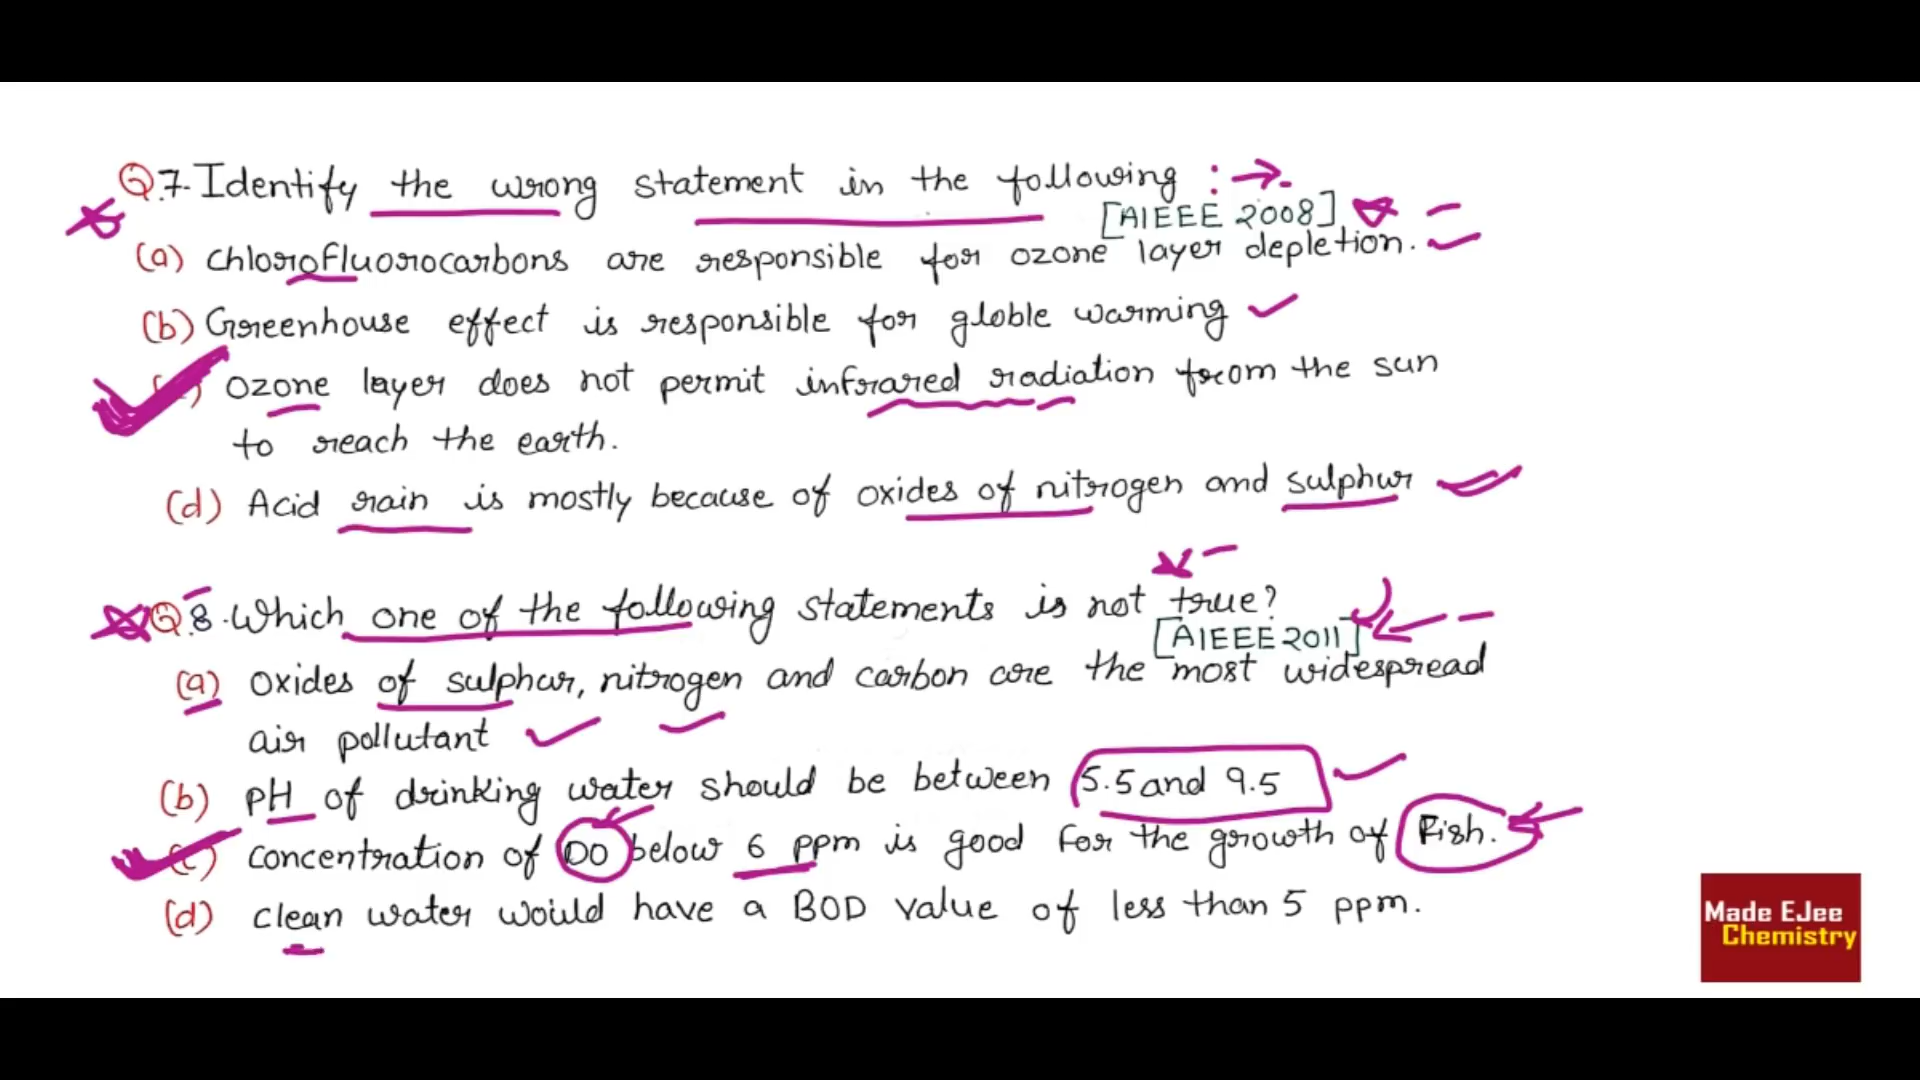 Q.7. Identify the wrong statement in the following :→
[AIEEE 2008]
(a) chlorofluorocarbons are responsible for ozone layer depletion.
(b) Greenhouse effect is responsible for globle warming
ozone layer does not permit infrared radiation from the sun
to reach the earth.
(d) Acid rain is mostly because of oxides of nitrogen and sulphur
Q.8. Which one of the following statements is not true?
[AIEEE 2011]
(a) oxides of sulphur, nitrogen and carbon are the most widespread
air pollutant
(b) pH of drinking water should be between 5.5 and 9.5
(c) concentration of DO below 6 ppm is good for the growth of Fish.
(d) clean water would have a BOD value of less than 5 ppm.
Made EJee
Chemistry